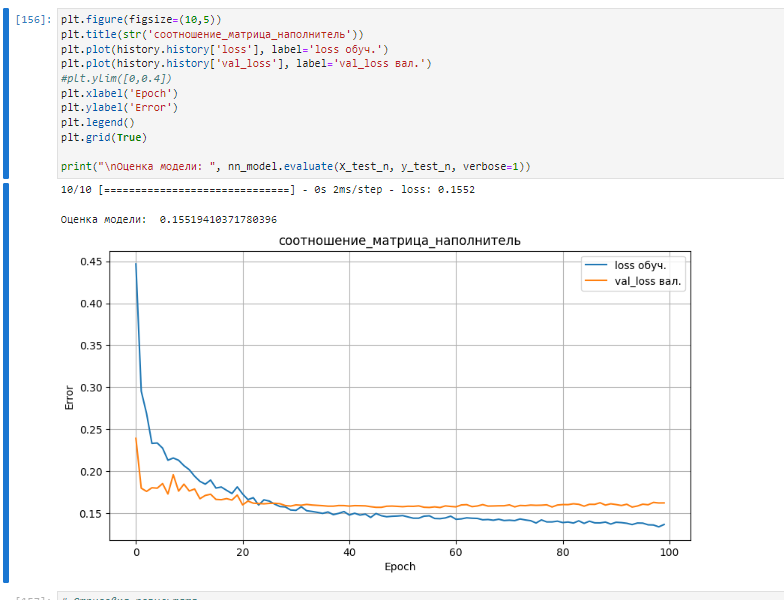 [156]: plt.figure(figsize=(10,5))
plt.title(str('соотношение_матрица_наполнитель'))
plt.plot(history.history['loss'], label='loss обуч.')
plt.plot(history.history['val_loss'], label='val_loss вал.')
#plt.ylim([0,0.4])
plt.xlabel('Epoch')
plt.ylabel('Error')
plt.legend()
plt.grid(True)
print("\nОценка модели: ", nn_model.evaluate(X_test_n, y_test_n, verbose=1))
10/10 [==============================] - 0s 2ms/step - loss: 0.1552
Оценка модели:  0.15519410371780396
соотношение_матрица_наполнитель
loss обуч.
val_loss вал.
0.45
0.40
0.35
0.30
0.25
0.20
0.15
Error
0 20 40 60 80 100
Epoch